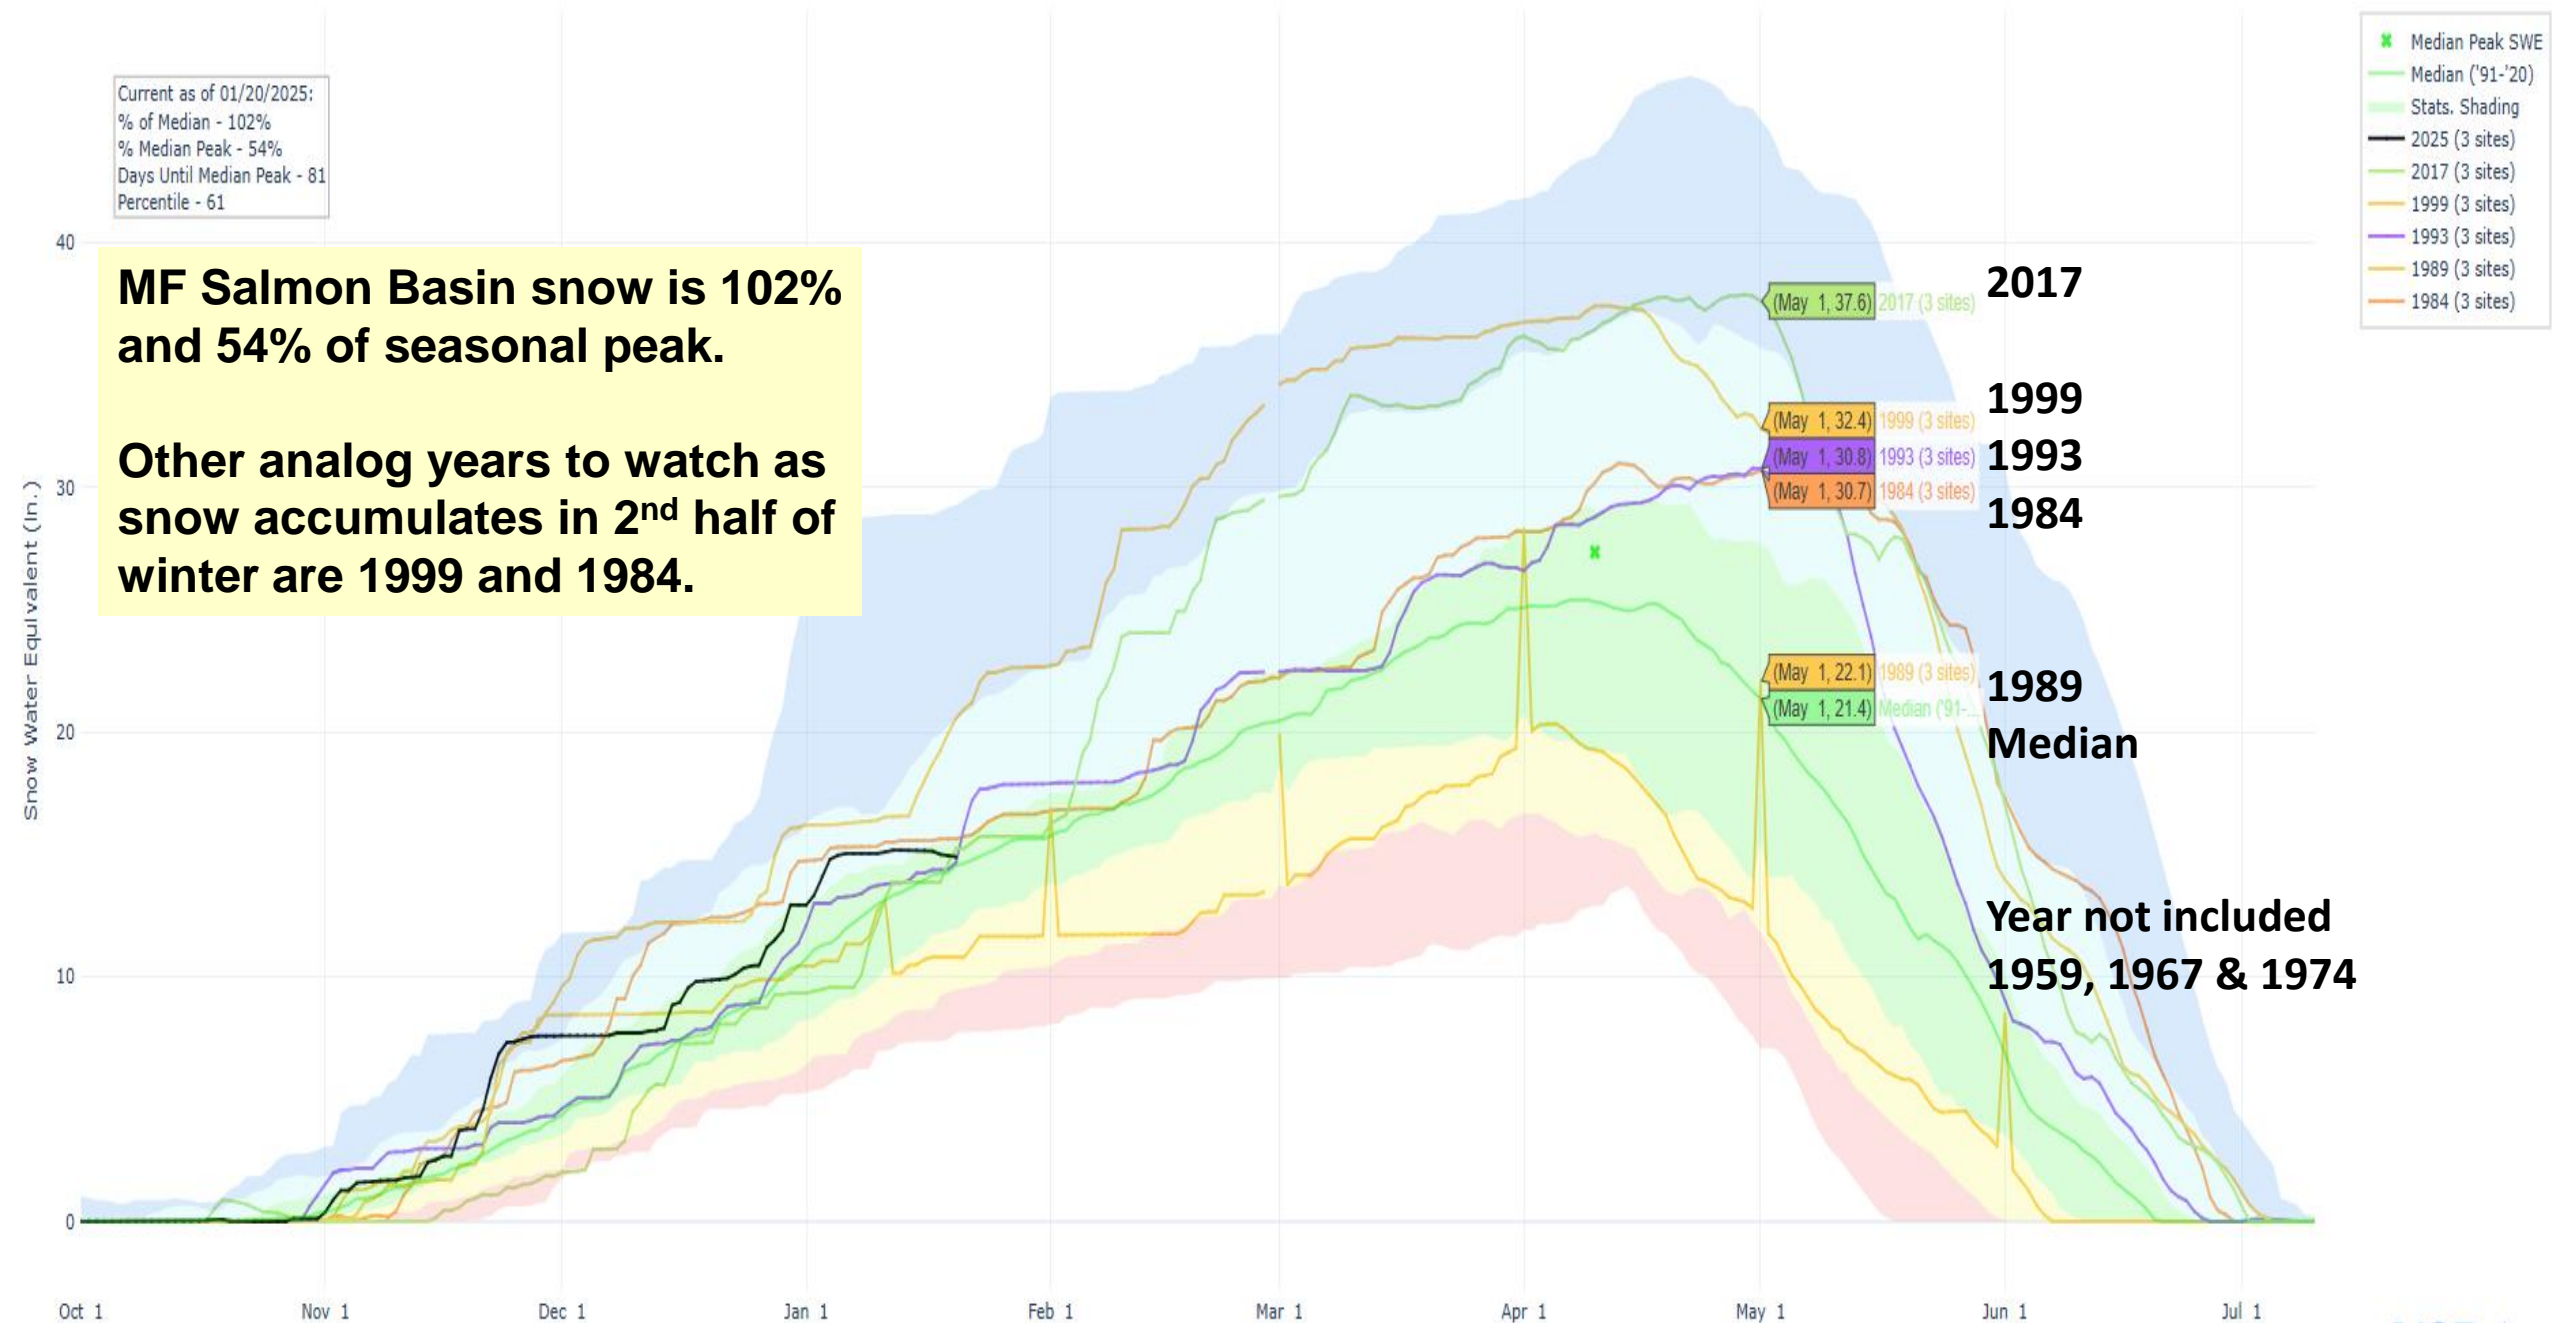 Current as of 01/20/2025:
% of Median - 102%
% Median Peak - 54%
Days Until Median Peak - 81
Percentile - 61
MF Salmon Basin snow is 102%
and 54% of seasonal peak.
Other analog years to watch as
snow accumulates in 2nd half of
winter are 1999 and 1984.
Median Peak SWE
Median ('91-'20)
Stats. Shading
2025 (3 sites)
2017 (3 sites)
1999 (3 sites)
1993 (3 sites)
1989 (3 sites)
1984 (3 sites)
Snow Water Equivalent (in.)
40
30
20
10
0
(May 1, 37.6) 2017 (3 sites)
(May 1, 32.4) 1999 (3 sites)
(May 1, 30.8) 1993 (3 sites)
(May 1, 30.7) 1984 (3 sites)
(May 1, 22.1) 1989 (3 sites)
(May 1, 21.4) Median ('91-...
2017
1999
1993
1984
1989
Median
Year not included
1959, 1967 & 1974
Oct 1
Nov 1
Dec 1
Jan 1
Feb 1
Mar 1
Apr 1
May 1
Jun 1
Jul 1